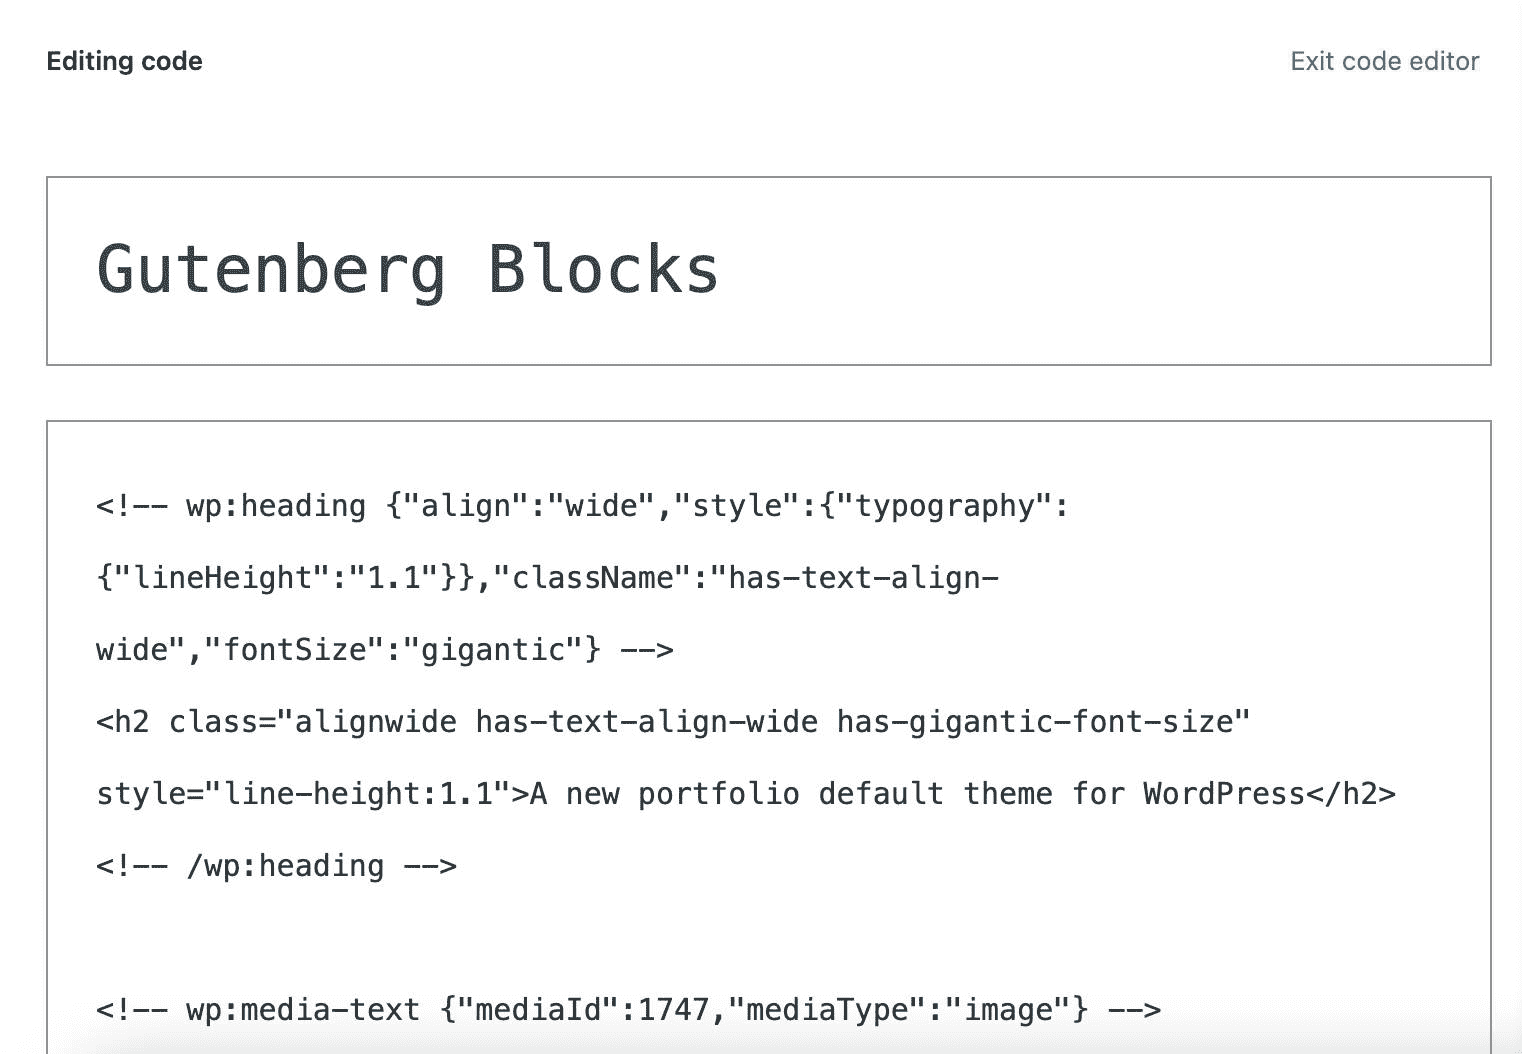 Editing code
Exit code editor
Gutenberg Blocks
<!-- wp:heading {"align":"wide","style":{"typography":
{"lineHeight":"1.1"}},"className":"has-text-align-
wide","fontSize":"gigantic"} -->
<h2 class="alignwide has-text-align-wide has-gigantic-font-size"
style="line-height:1.1">A new portfolio default theme for WordPress</h2>
<!-- /wp:heading -->
<!-- wp:media-text {"mediaId":1747,"mediaType":"image"} -->